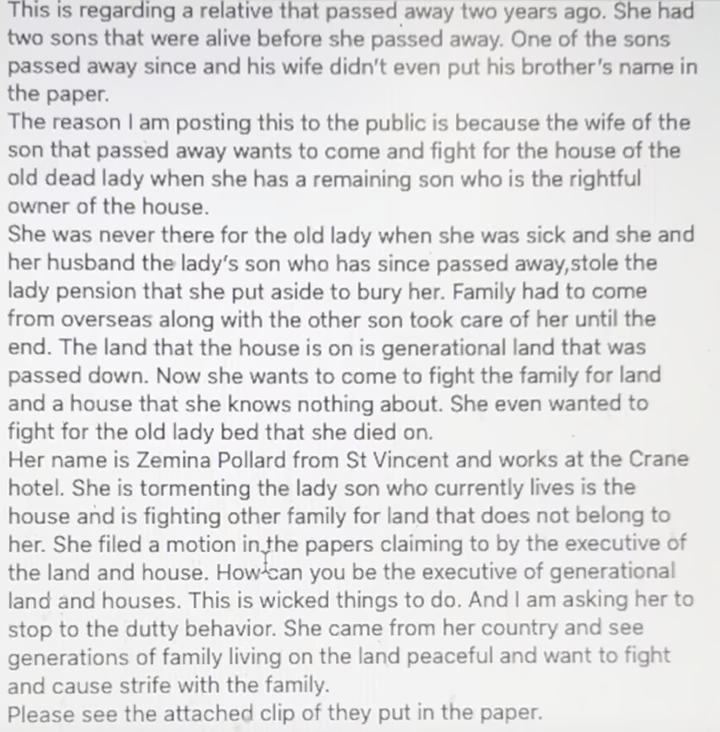 This is regarding a relative that passed away two years ago. She had
two sons that were alive before she passed away. One of the sons
passed away since and his wife didn't even put his brother's name in
the paper.
The reason I am posting this to the public is because the wife of the
son that passed away wants to come and fight for the house of the
old dead lady when she has a remaining son who is the rightful
owner of the house.
She was never there for the old lady when she was sick and she and
her husband the lady's son who has since passed away,stole the
lady pension that she put aside to bury her. Family had to come
from overseas along with the other son took care of her until the
end. The land that the house is on is generational land that was
passed down. Now she wants to come to fight the family for land
and a house that she knows nothing about. She even wanted to
fight for the old lady bed that she died on.
Her name is Zemina Pollard from St Vincent and works at the Crane
hotel. She is tormenting the lady son who currently lives is the
house and is fighting other family for land that does not belong to
her. She filed a motion in the papers claiming to by the executive of
the land and house. How can you be the executive of generational
land and houses. This is wicked things to do. And I am asking her to
stop to the dutty behavior. She came from her country and see
generations of family living on the land peaceful and want to fight
and cause strife with the family.
Please see the attached clip of they put in the paper.